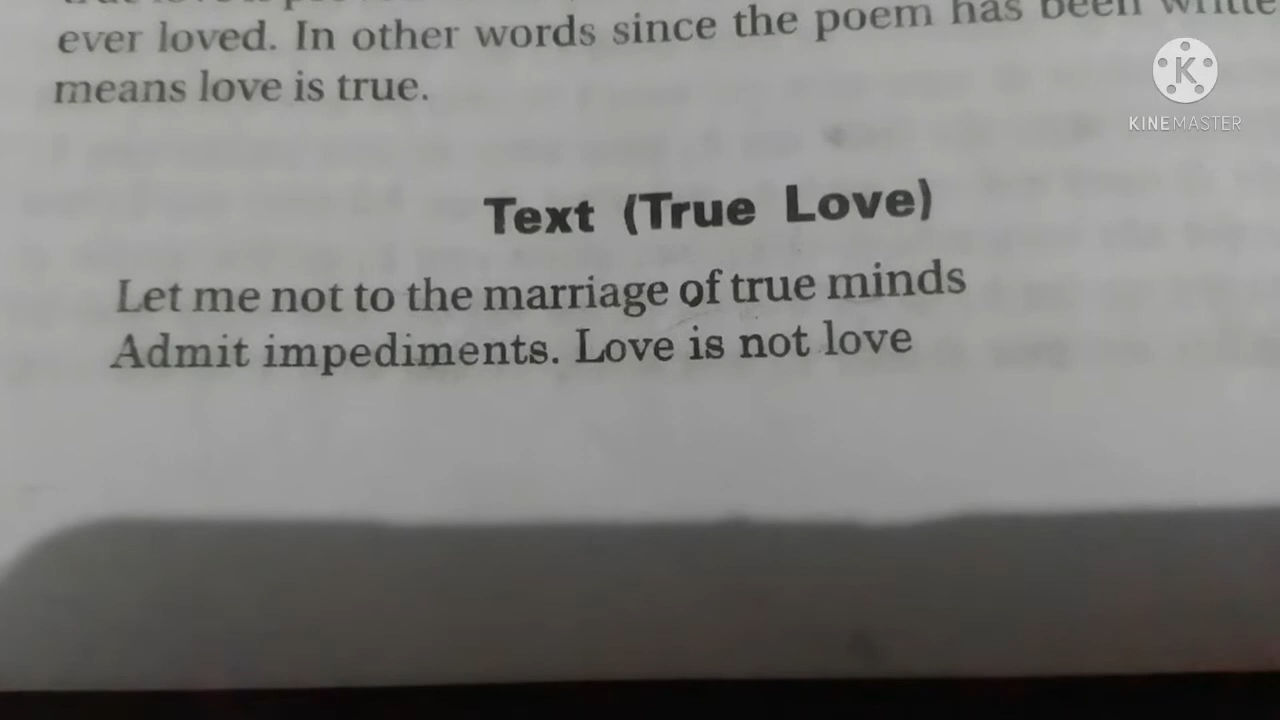 ever loved. In other words since the poem has been
means love is true.
K
KINEMASTER
Text (True Love)
Let me not to the marriage of true minds
Admit impediments. Love is not love